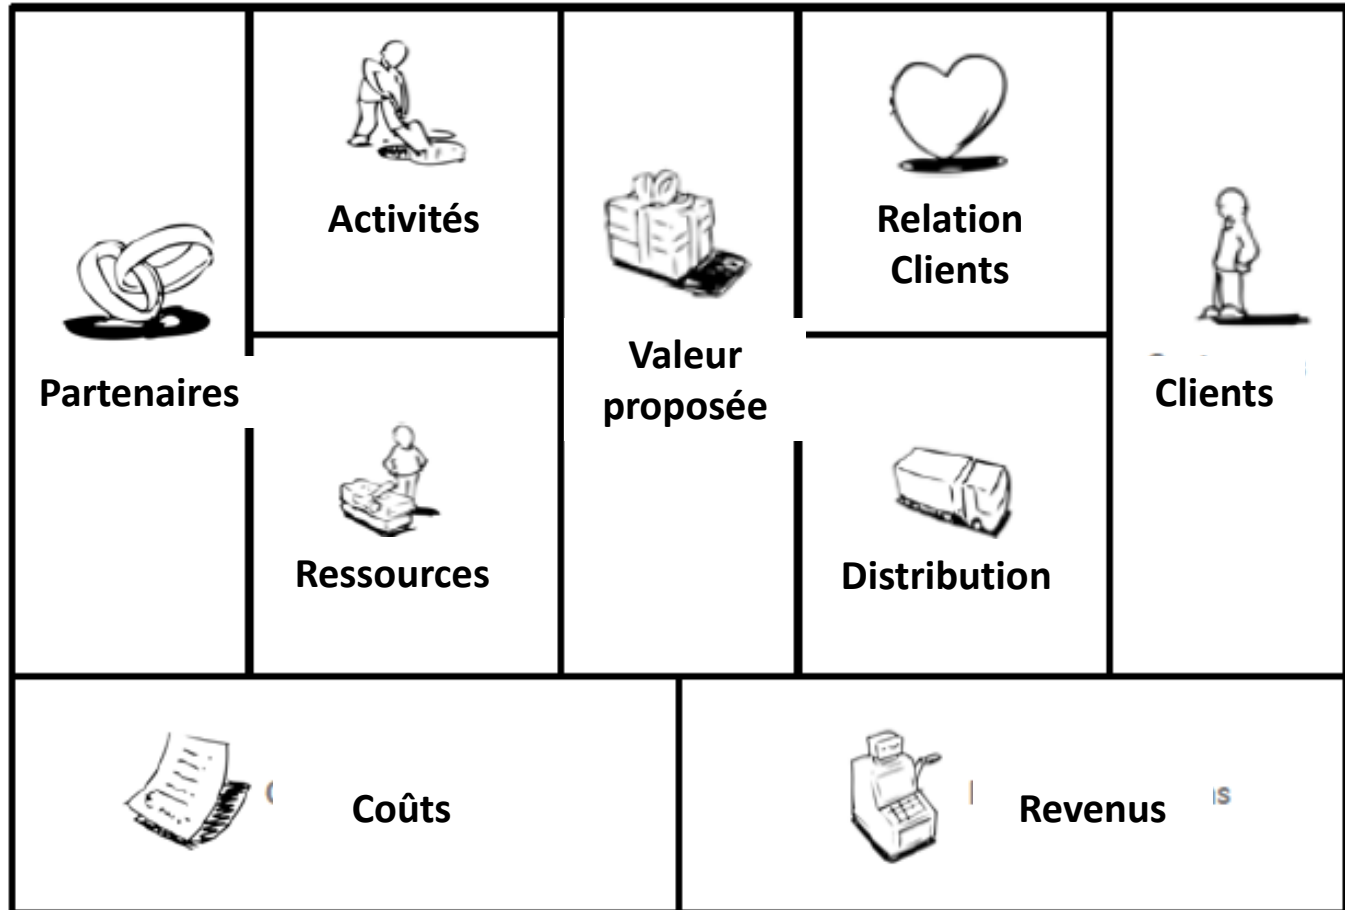 Partenaires
Activités
Ressources
Valeur
proposée
Relation
Clients
Distribution
Clients
Coûts
Revenus